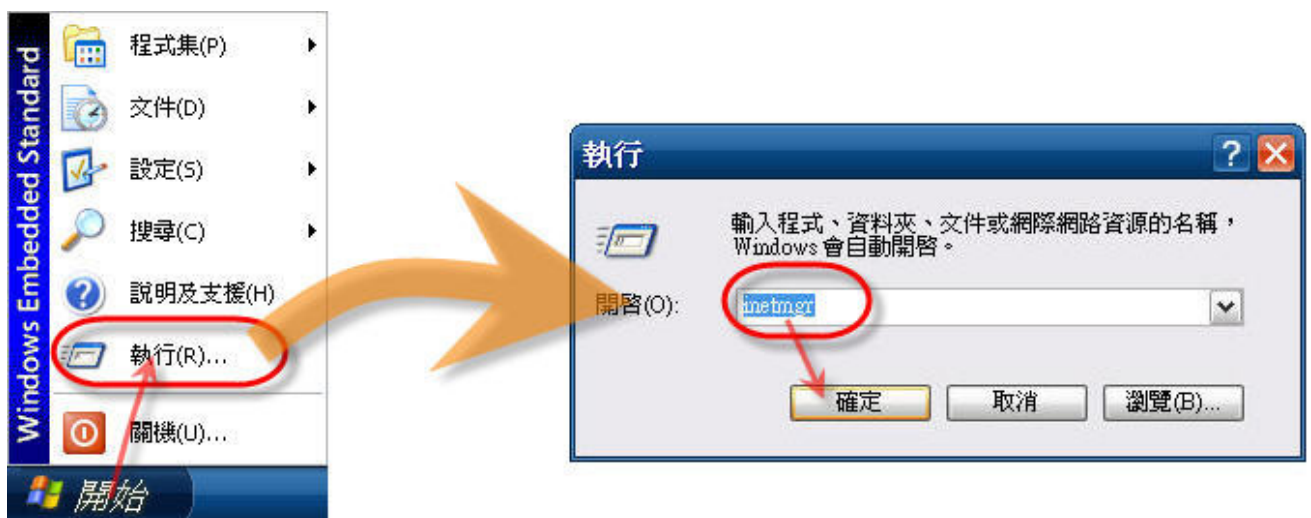 Windows Embedded Standard
程式集(P)
文件(D)
設定(S)
搜尋(C)
說明及支援(H)
執行(R)...
關機(U)...
開始
執行
輸入程式、資料夾、文件或網際網路資源的名稱，
Windows 會自動開啓。
開啓(O):
inetmgr
確定
取消
瀏覽(B)...